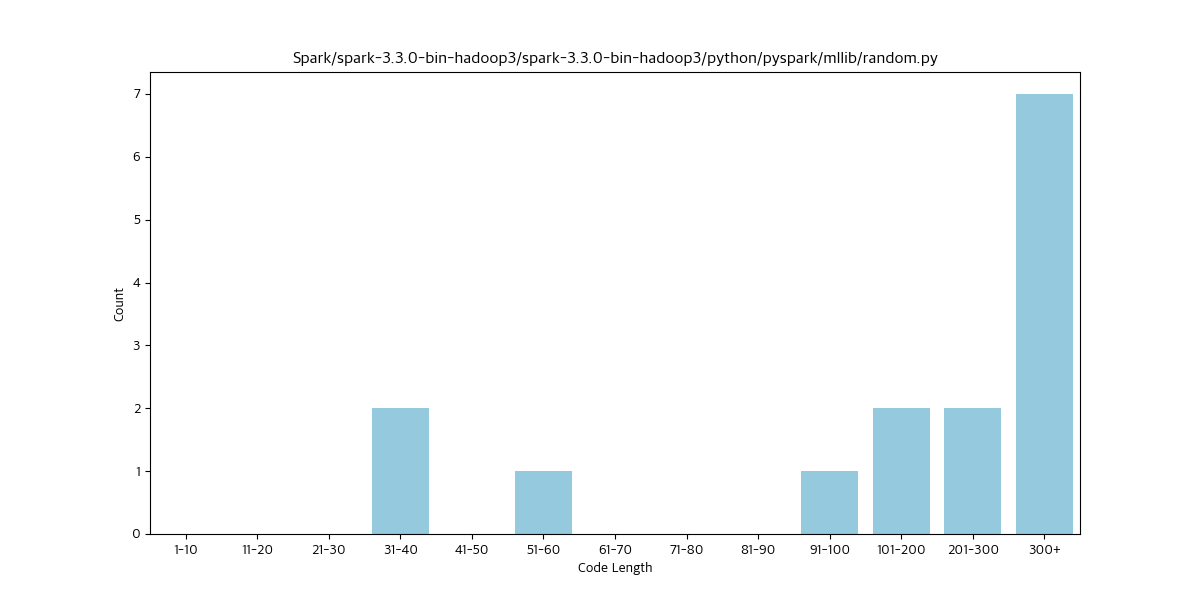 Spark/spark-3.3.0-bin-hadoop3/spark-3.3.0-bin-hadoop3/python/pyspark/mllib/random.py
7
6
5
4
3
2
1
0
Count
1-10 11-20 21-30 31-40 41-50 51-60 61-70 71-80 81-90 91-100 101-200 201-300 300+
Code Length